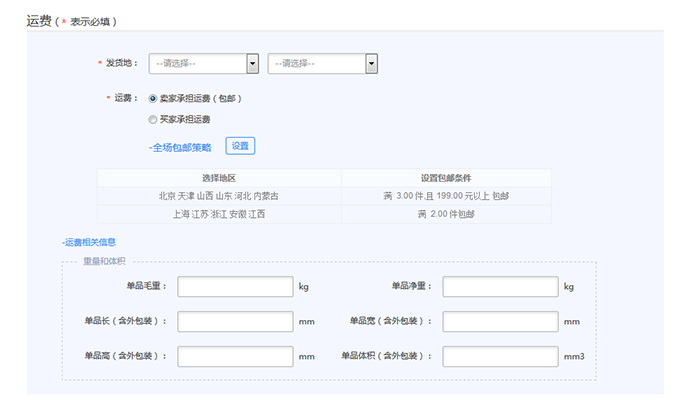 运费（* 表示必填）
* 发货地： --请选择-- --请选择--
* 运费： 卖家承担运费（包邮）
买家承担运费
-全场包邮策略 设置
选择地区 设置包邮条件
北京 天津 山西 山东 河北 内蒙古 满 3.00 件,且 199.00 元以上 包邮
上海 江苏 浙江 安徽 江西 满 2.00 件包邮
-运费相关信息
重量和体积
单品毛重： kg 单品净重： kg
单品长（含外包装）： mm 单品宽（含外包装）： mm
单品高（含外包装）： mm 单品体积（含外包装）： mm3